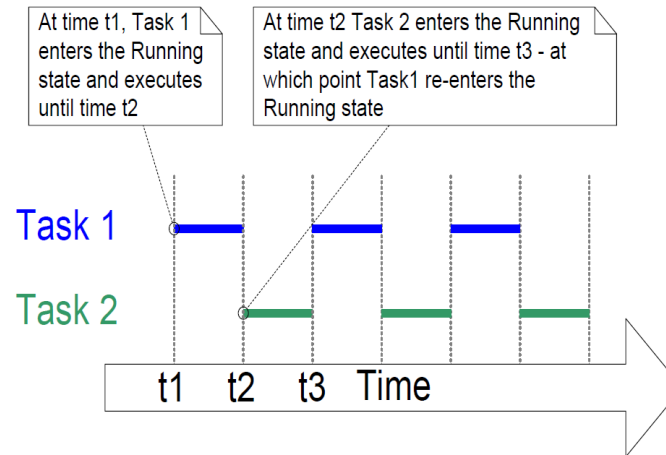 At time t1, Task 1
enters the Running
state and executes
until time t2
At time t2 Task 2 enters the Running
state and executes until time t3 - at
which point Task1 re-enters the
Running state
Task 1
Task 2
t1 t2 t3 Time